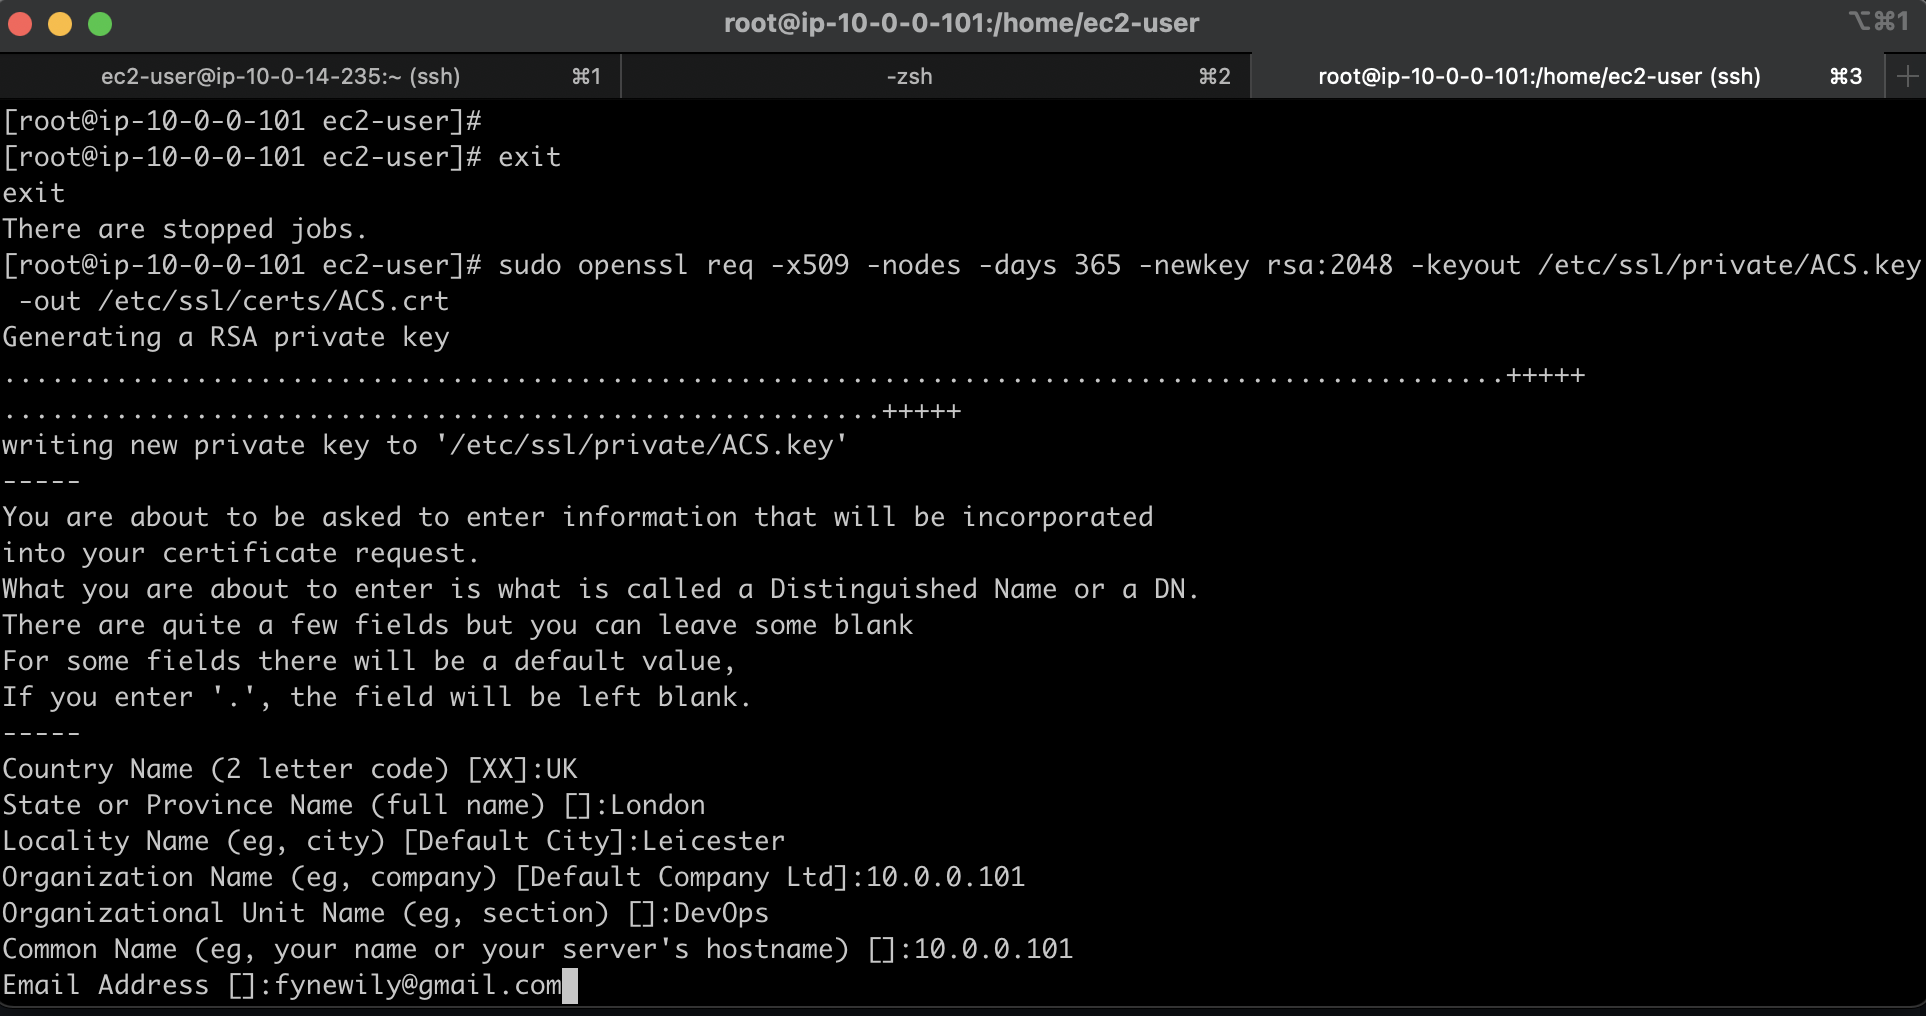 root@ip-10-0-0-101:/home/ec2-user
⌥⌘1
ec2-user@ip-10-0-14-235:~ (ssh) ⌘1 -zsh ⌘2 root@ip-10-0-0-101:/home/ec2-user (ssh) ⌘3 +
[root@ip-10-0-0-101 ec2-user]#
[root@ip-10-0-0-101 ec2-user]# exit
exit
There are stopped jobs.
[root@ip-10-0-0-101 ec2-user]# sudo openssl req -x509 -nodes -days 365 -newkey rsa:2048 -keyout /etc/ssl/private/ACS.key
 -out /etc/ssl/certs/ACS.crt
Generating a RSA private key
..............................................................................................+++++
.......................................................+++++
writing new private key to '/etc/ssl/private/ACS.key'
-----
You are about to be asked to enter information that will be incorporated
into your certificate request.
What you are about to enter is what is called a Distinguished Name or a DN.
There are quite a few fields but you can leave some blank
For some fields there will be a default value,
If you enter '.', the field will be left blank.
-----
Country Name (2 letter code) [XX]:UK
State or Province Name (full name) []:London
Locality Name (eg, city) [Default City]:Leicester
Organization Name (eg, company) [Default Company Ltd]:10.0.0.101
Organizational Unit Name (eg, section) []:DevOps
Common Name (eg, your name or your server's hostname) []:10.0.0.101
Email Address []:fynewily@gmail.com